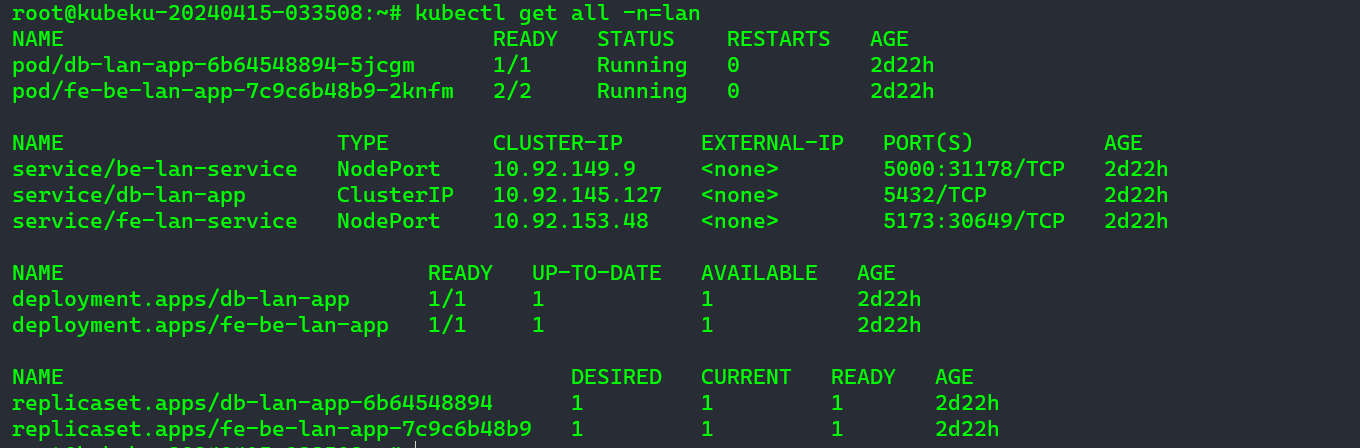 root@kubeku-20240415-033508:~# kubectl get all -n=lan
NAME READY STATUS RESTARTS AGE
pod/db-lan-app-6b64548894-5jcgm 1/1 Running 0 2d22h
pod/fe-be-lan-app-7c9c6b48b9-2knfm 2/2 Running 0 2d22h
NAME TYPE CLUSTER-IP EXTERNAL-IP PORT(S) AGE
service/be-lan-service NodePort 10.92.149.9 <none> 5000:31178/TCP 2d22h
service/db-lan-app ClusterIP 10.92.145.127 <none> 5432/TCP 2d22h
service/fe-lan-service NodePort 10.92.153.48 <none> 5173:30649/TCP 2d22h
NAME READY UP-TO-DATE AVAILABLE AGE
deployment.apps/db-lan-app 1/1 1 1 2d22h
deployment.apps/fe-be-lan-app 1/1 1 1 2d22h
NAME DESIRED CURRENT READY AGE
replicaset.apps/db-lan-app-6b64548894 1 1 1 2d22h
replicaset.apps/fe-be-lan-app-7c9c6b48b9 1 1 1 2d22h